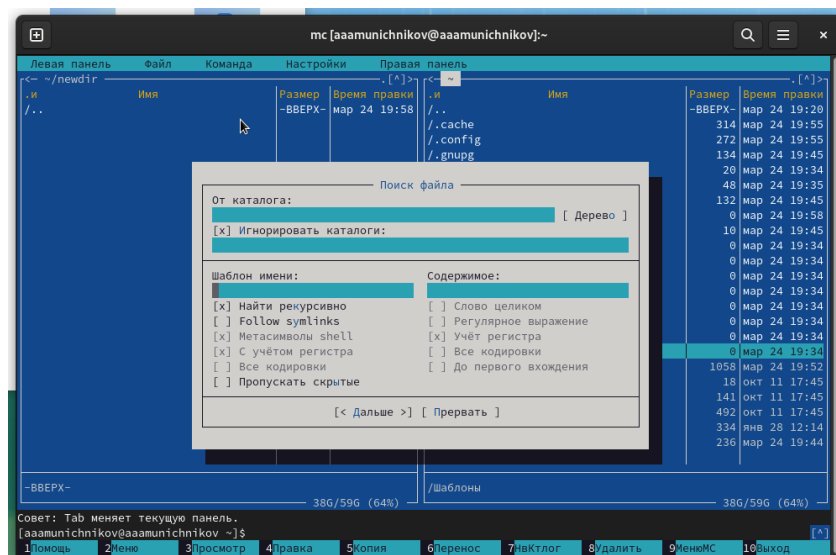 mc [aaamunichnikov@aaamunichnikov]:~
Левая панель Файл Команда Настройки Правая панель
<— ~/newdir .[^]>
.и Имя Размер Время правки
/.. -ВВЕРХ- мар 24 19:58
<— ~ .[^]>
.и Имя Размер Время правки
/.. -ВВЕРХ- мар 24 19:20
/.cache 314 мар 24 19:55
/.config 272 мар 24 19:55
/.gnupg 134 мар 24 19:45
20 мар 24 19:34
48 мар 24 19:35
132 мар 24 19:45
0 мар 24 19:58
10 мар 24 19:45
0 мар 24 19:34
0 мар 24 19:34
0 мар 24 19:34
0 мар 24 19:34
0 мар 24 19:34
0 мар 24 19:34
0 мар 24 19:34
0 мар 24 19:34
1058 мар 24 19:52
18 окт 11 17:45
141 окт 11 17:45
492 окт 11 17:45
334 янв 28 12:14
236 мар 24 19:44
Поиск файла
От каталога:
[ Дерево ]
[x] Игнорировать каталоги:
Шаблон имени:
[x] Найти рекурсивно
[ ] Follow symlinks
[x] Метасимволы shell
[x] С учётом регистра
[ ] Все кодировки
[ ] Пропускать скрытые
Содержимое:
[ ] Слово целиком
[ ] Регулярное выражение
[x] Учёт регистра
[ ] Все кодировки
[ ] До первого вхождения
[< Дальше >] [ Прервать ]
-ВВЕРХ-
38G/59G (64%)
/Шаблоны
38G/59G (64%)
Совет: Tab меняет текущую панель.
[aaamunichnikov@aaamunichnikov ~]$ [^]
1Помощь 2Меню 3Просмотр 4Правка 5Копия 6Перенос 7НвКтлог 8Удалить 9МенюMC 10Выход